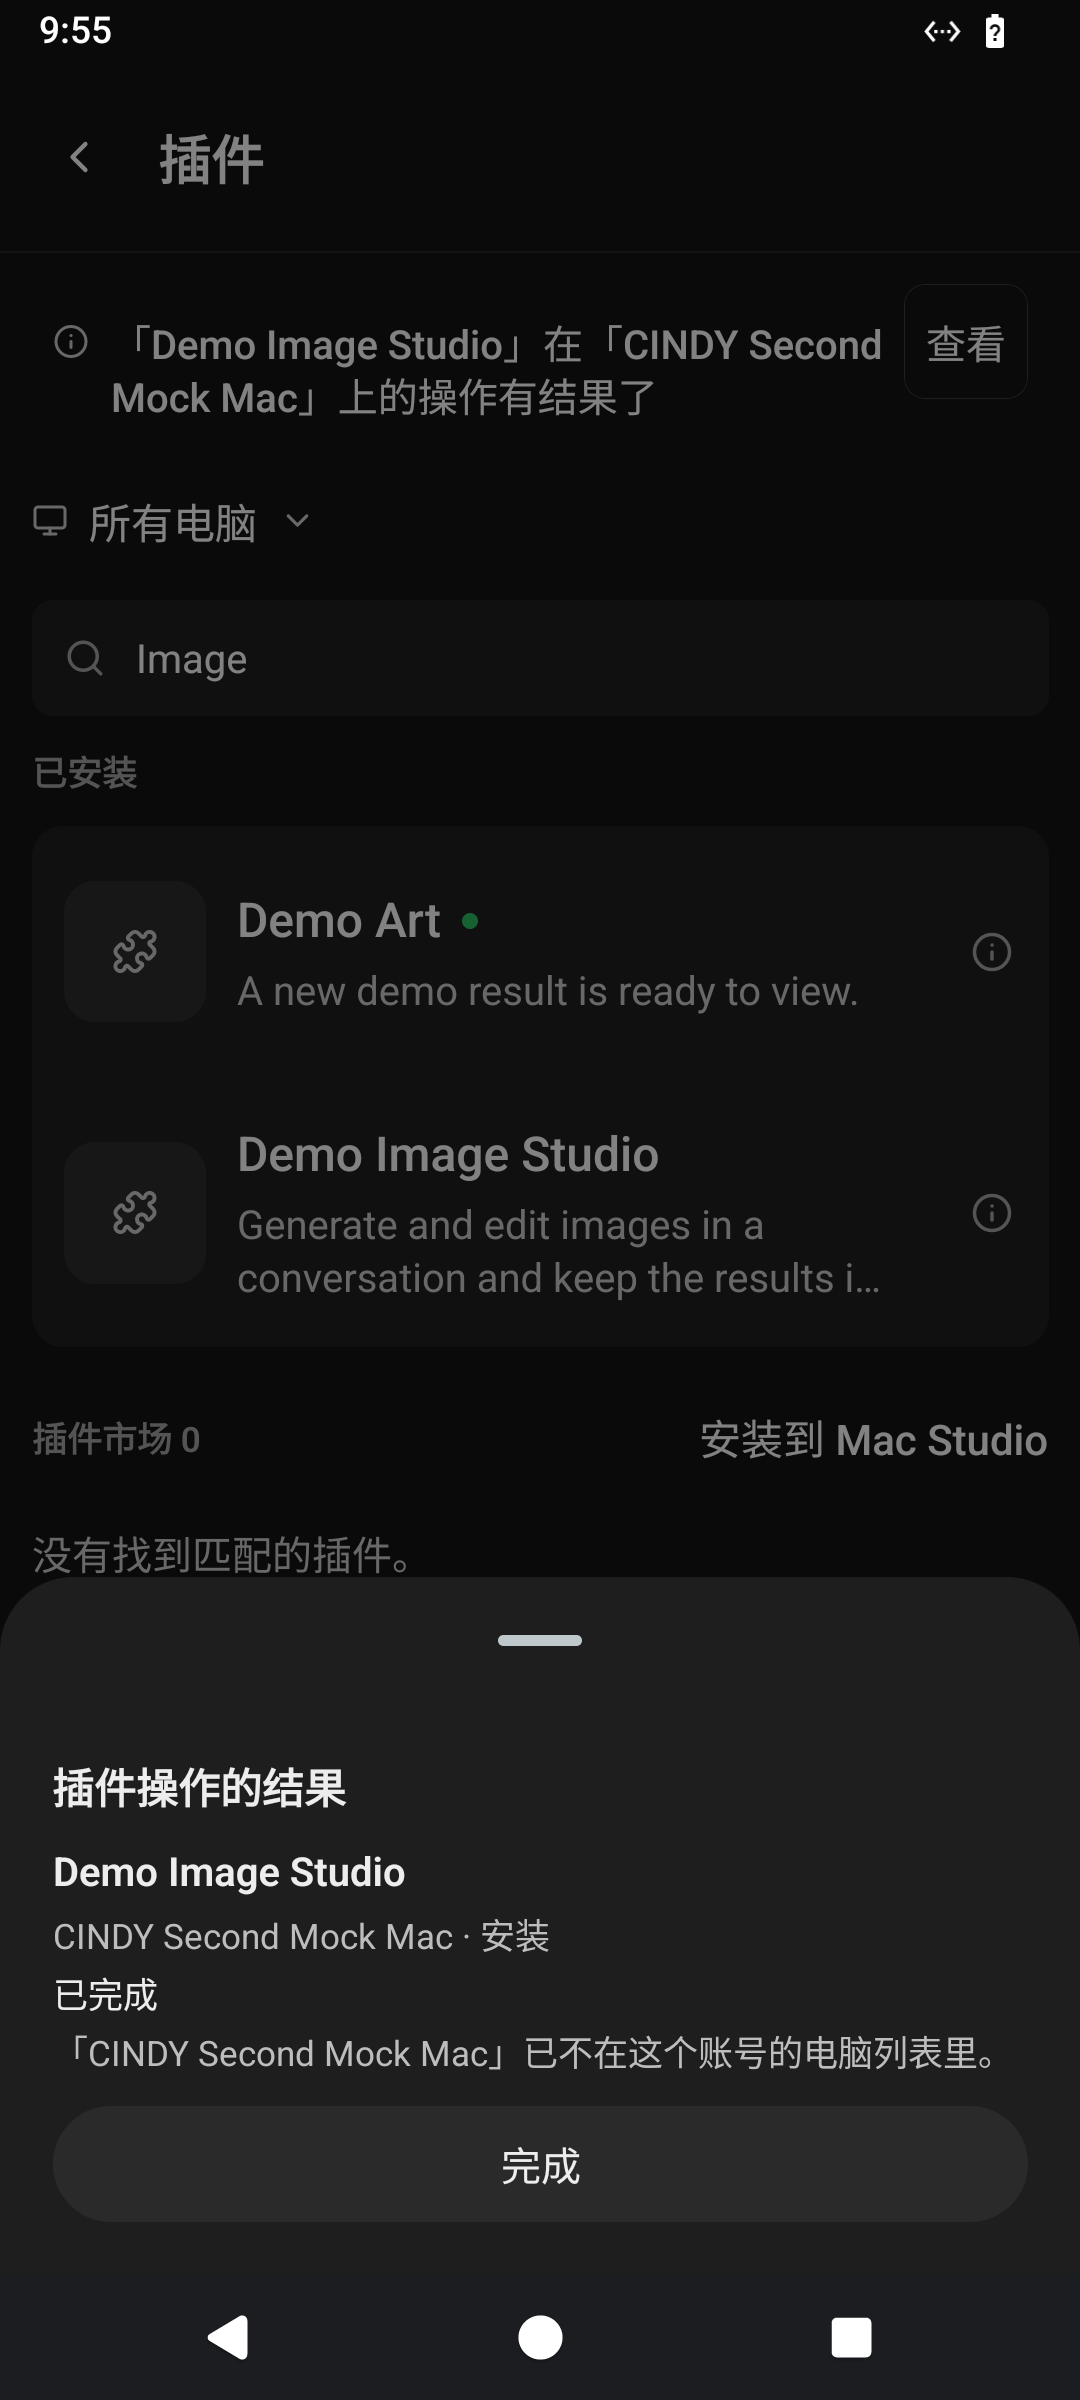 9:55
插件
「Demo Image Studio」在「CINDY Second
Mock Mac」上的操作有结果了
查看
所有电脑
Image
已安装
Demo Art
A new demo result is ready to view.
Demo Image Studio
Generate and edit images in a
conversation and keep the results i…
插件市场 0
安装到 Mac Studio
没有找到匹配的插件。
插件操作的结果
Demo Image Studio
CINDY Second Mock Mac · 安装
已完成
「CINDY Second Mock Mac」已不在这个账号的电脑列表里。
完成